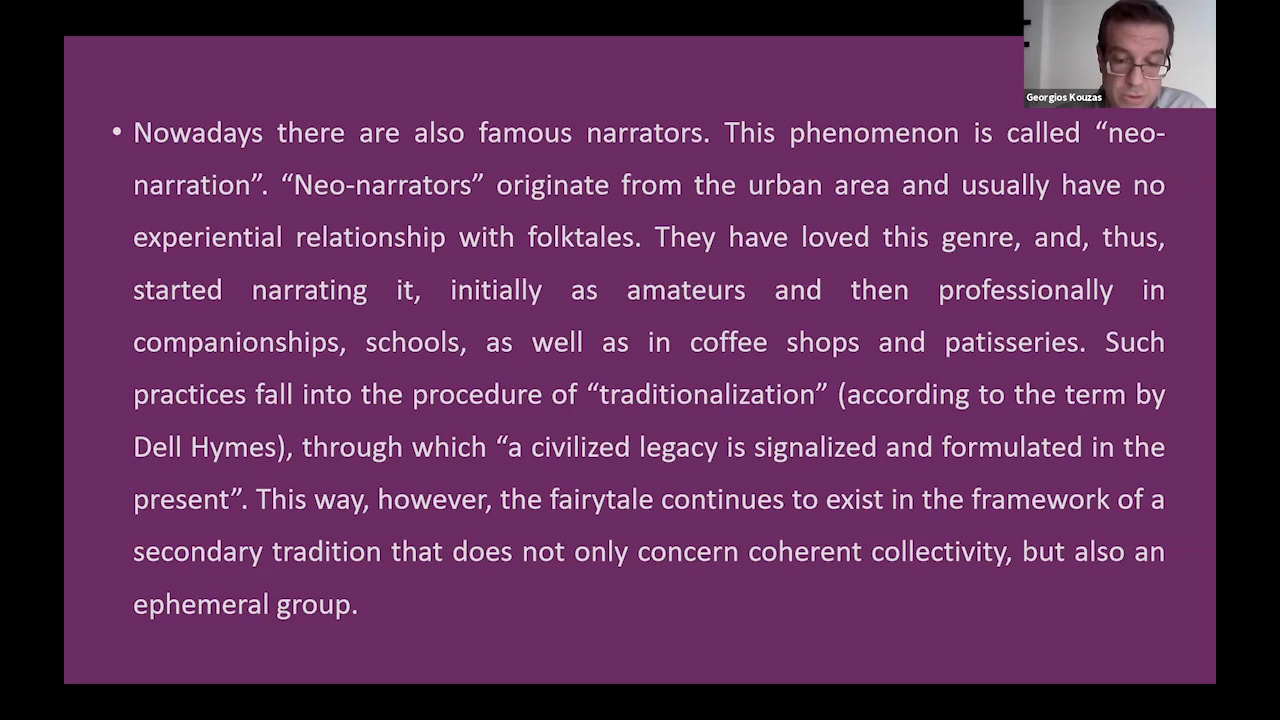 Georgios Kouzas
• Nowadays there are also famous narrators. This phenomenon is called “neo-
narration”. “Neo-narrators” originate from the urban area and usually have no
experiential relationship with folktales. They have loved this genre, and, thus,
started narrating it, initially as amateurs and then professionally in
companionships, schools, as well as in coffee shops and patisseries. Such
practices fall into the procedure of “traditionalization” (according to the term by
Dell Hymes), through which “a civilized legacy is signalized and formulated in the
present”. This way, however, the fairytale continues to exist in the framework of a
secondary tradition that does not only concern coherent collectivity, but also an
ephemeral group.